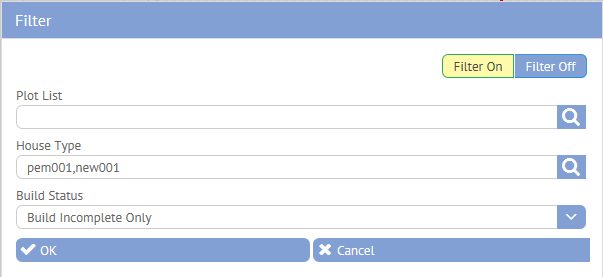 Filter
Filter On Filter Off
Plot List
House Type
pem001,new001
Build Status
Build Incomplete Only
OK Cancel